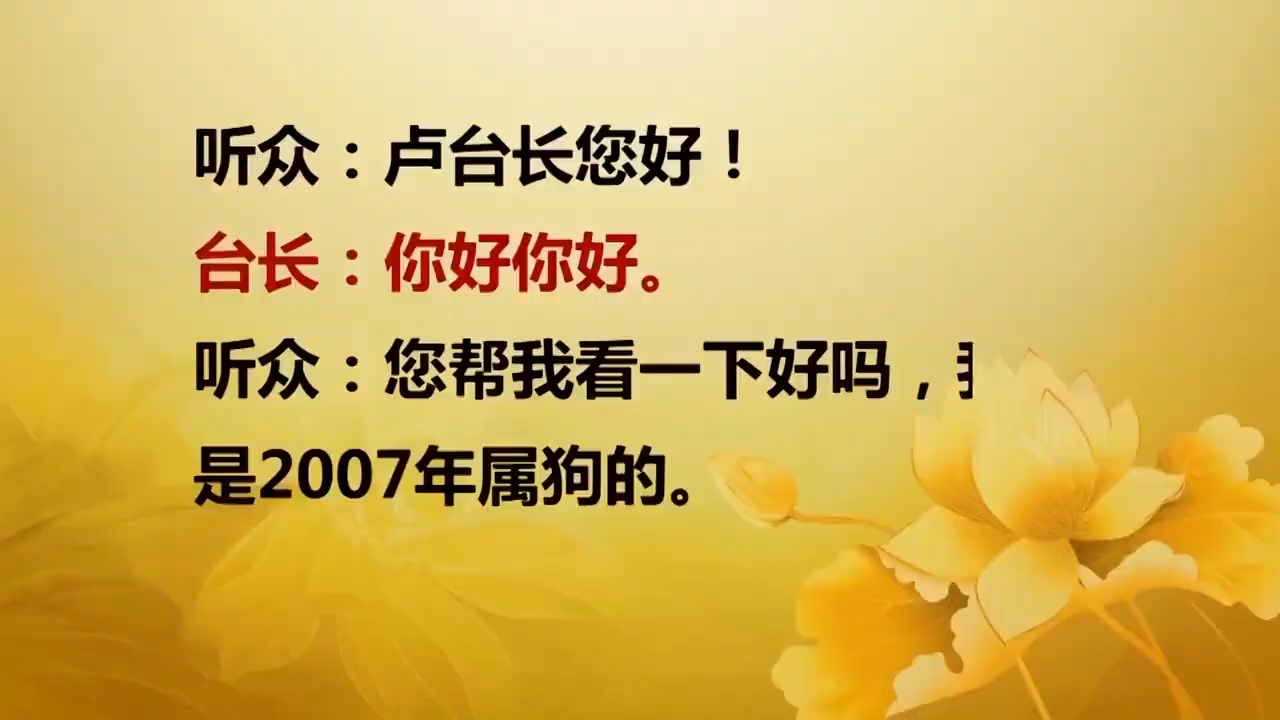 听众：卢台长您好！
台长：你好你好。
听众：您帮我看一下好吗，
是2007年属狗的。